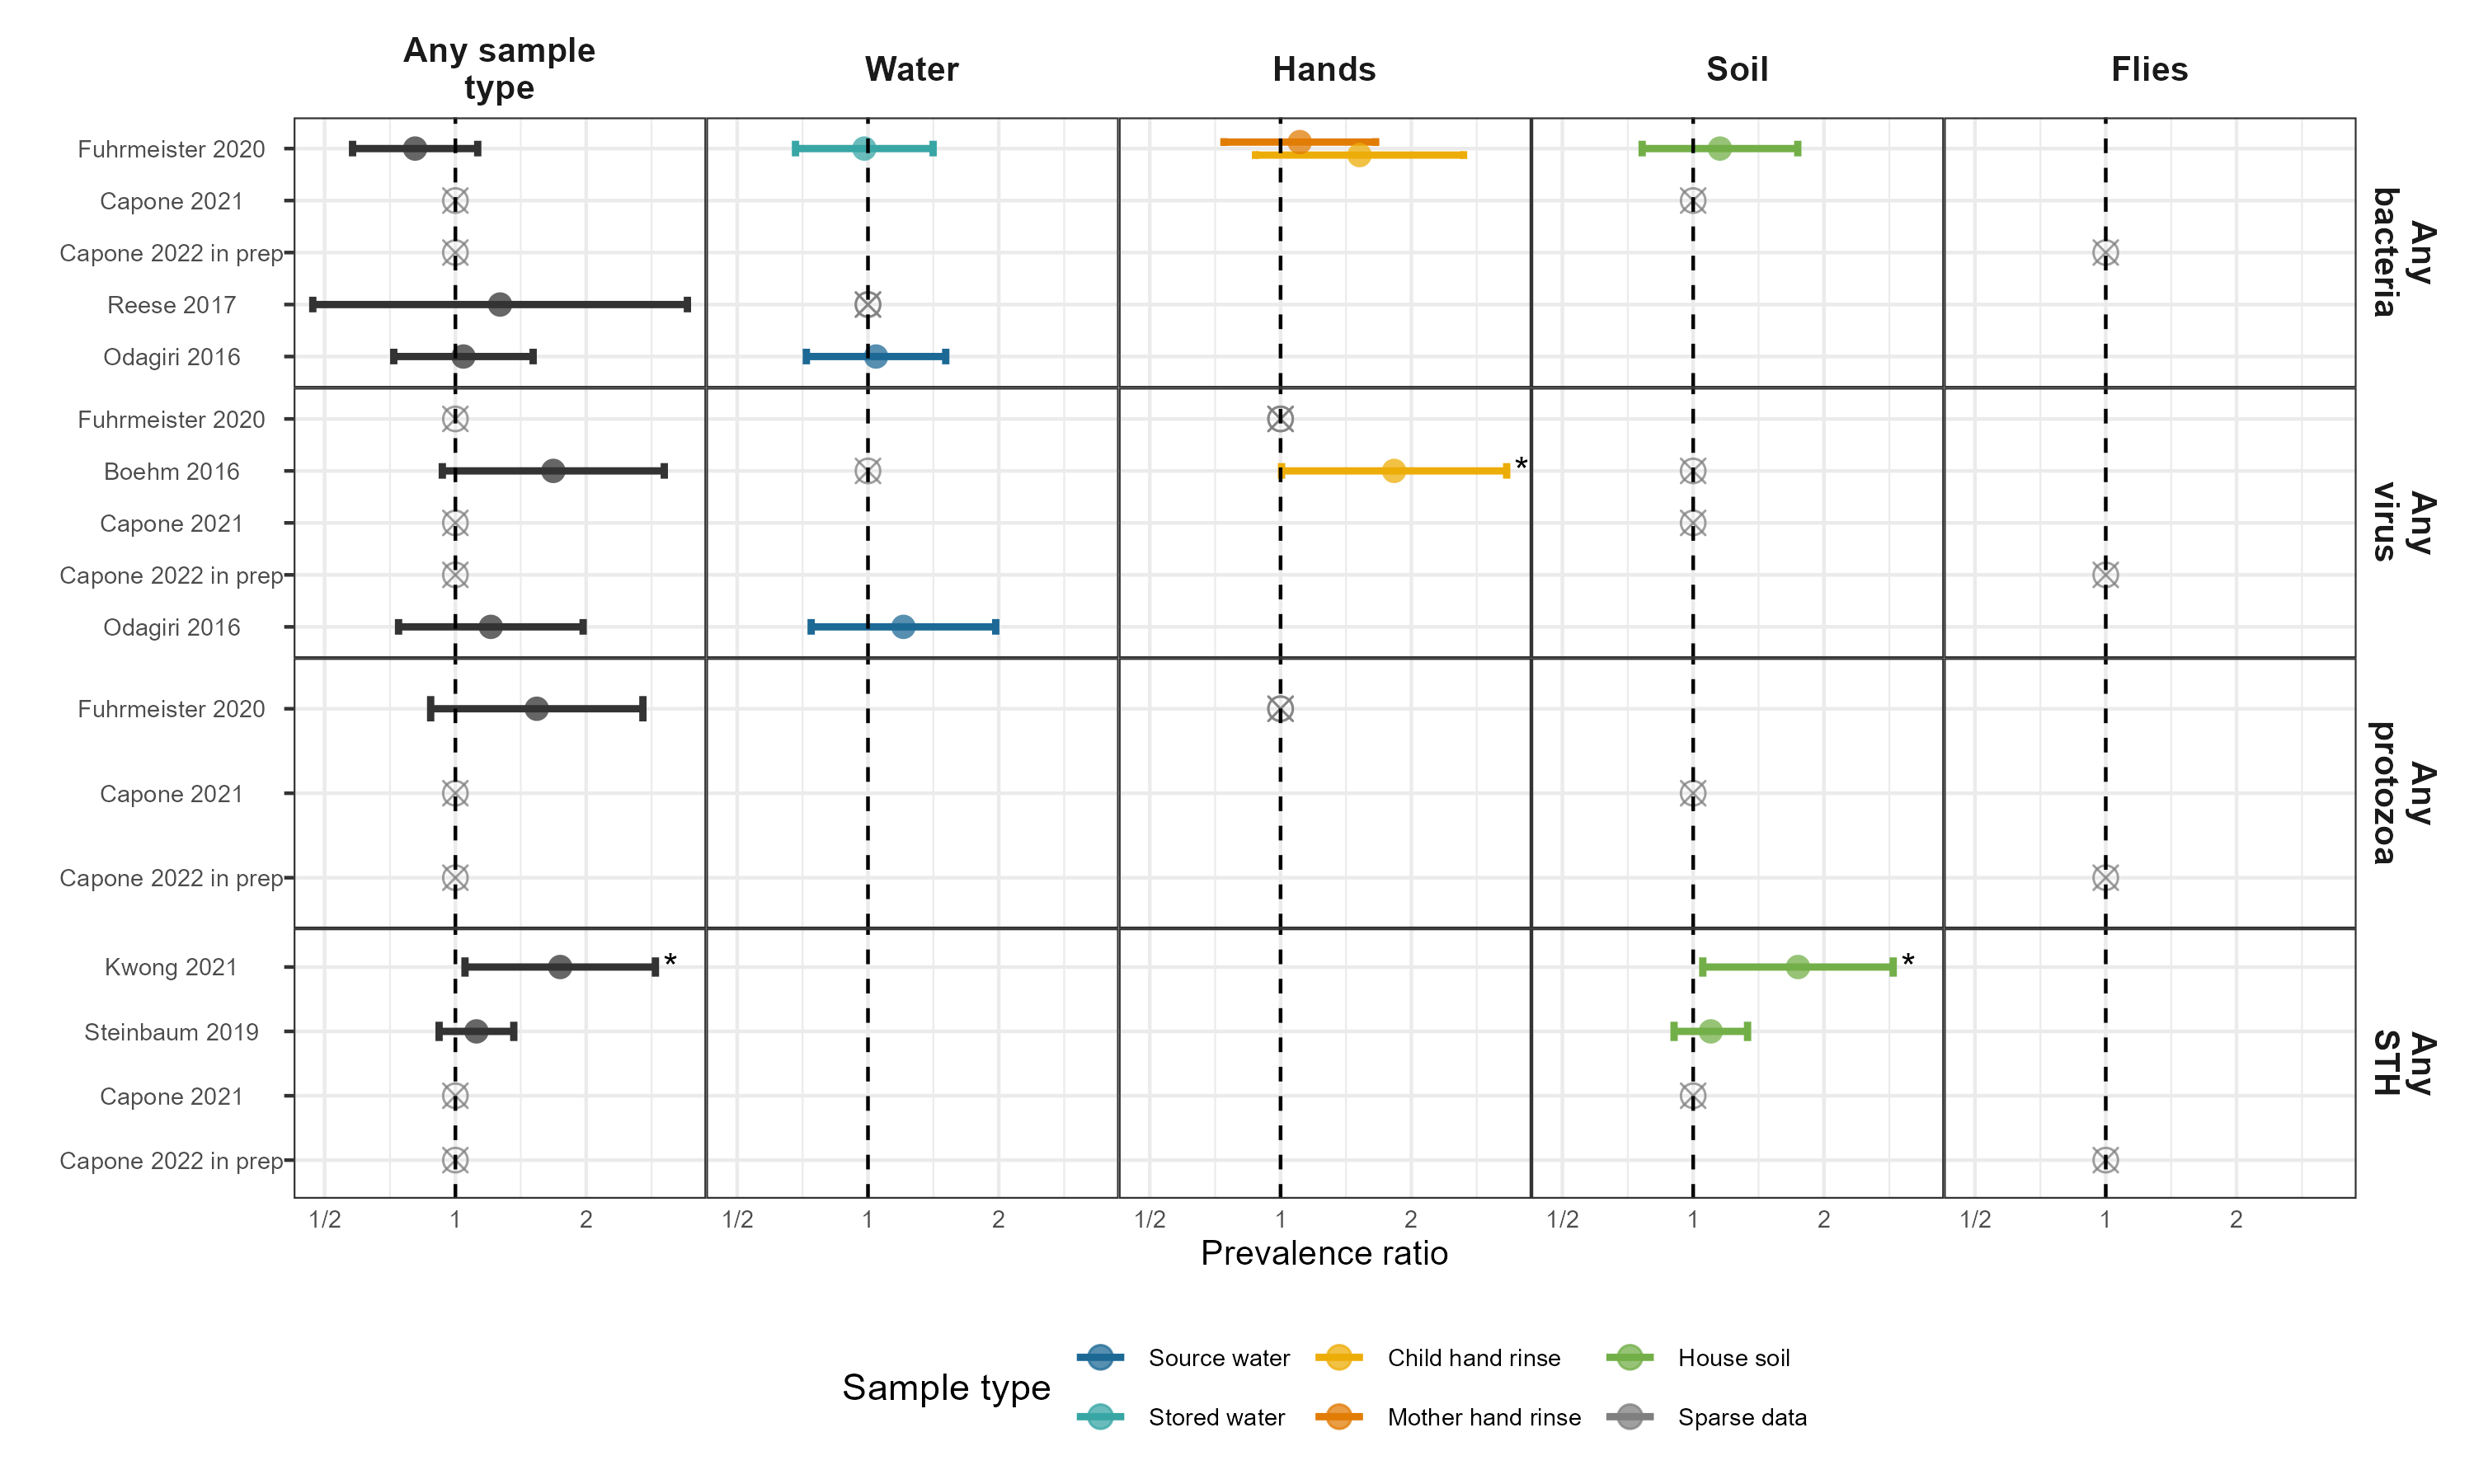 Any sample
type
Water
Hands
Soil
Flies
Fuhrmeister 2020
Capone 2021
Capone 2022 in prep
Reese 2017
Odagiri 2016
Any
bacteria
Fuhrmeister 2020
Boehm 2016
*
Capone 2021
Capone 2022 in prep
Odagiri 2016
Any
virus
Fuhrmeister 2020
Capone 2021
Capone 2022 in prep
Any
protozoa
Kwong 2021
*
*
Steinbaum 2019
Capone 2021
Capone 2022 in prep
Any
STH
1/2 1 2
1/2 1 2
1/2 1 2
1/2 1 2
1/2 1 2
Prevalence ratio
Sample type
Source water
Child hand rinse
House soil
Stored water
Mother hand rinse
Sparse data